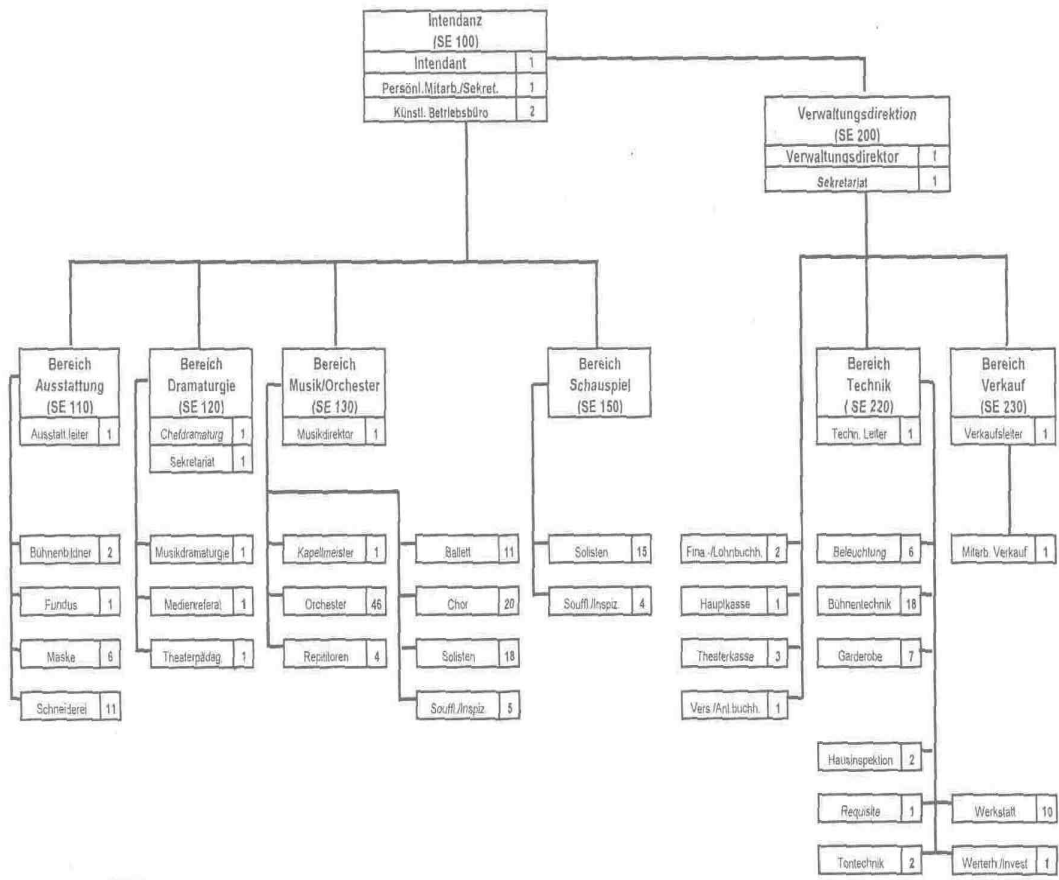 Intendanz
(SE 100)
Intendant 1
Persönl.Mitarb./Sekret. 1
Künstl. Betriebsbüro 2
Verwaltungsdirektion
(SE 200)
Verwaltungsdirektor 1
Sekretariat 1
Bereich
Ausstattung
(SE 110)
Ausstatt.leiter 1
Bereich
Dramaturgie
(SE 120)
Chefdramaturg 1
Sekretariat 1
Bereich
Musik/Orchester
(SE 130)
Musikdirektor 1
Bereich
Schauspiel
(SE 150)
Bereich
Technik
( SE 220)
Techn. Leiter 1
Bereich
Verkauf
(SE 230)
Verkaufsleiter 1
Bühnenbildner 2
Fundus 1
Maske 6
Schneiderei 11
Musikdramaturgie 1
Medienreferat 1
Theaterpädag. 1
Kapellmeister 1
Orchester 46
Repititoren 4
Ballett 11
Chor 20
Solisten 18
Souffl./Inspiz. 5
Solisten 15
Souffl./Inspiz. 4
Fina.-/Lohnbuchh. 2
Hauptkasse 1
Theaterkasse 3
Vers./Anl.buchh. 1
Beleuchtung 6
Bühnentechnik 18
Garderobe 7
Hausinspektion 2
Requisite 1
Tontechnik 2
Werkstatt 10
Werterh./Invest 1
Mitarb. Verkauf 1